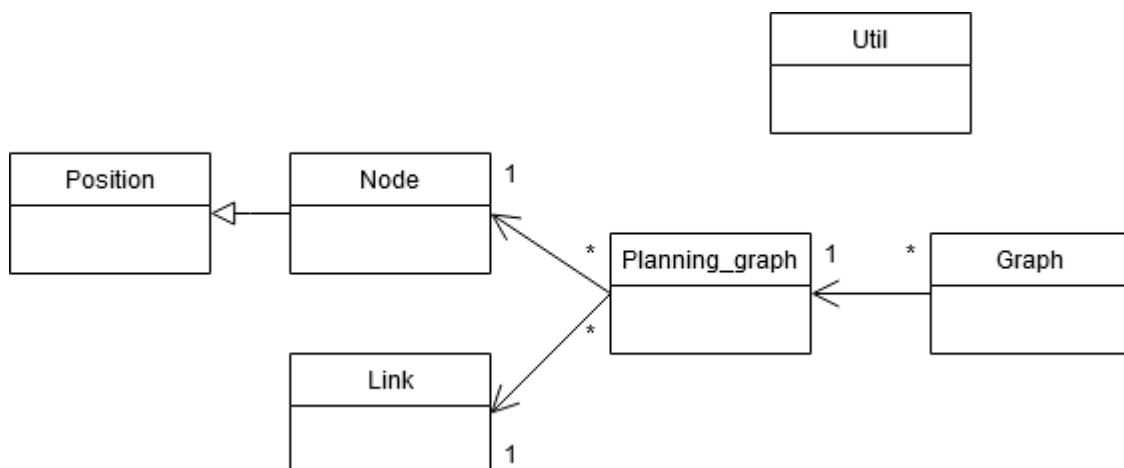 Util
Position
Node
1
*
Planning_graph
1
*
Graph
*
Link
1